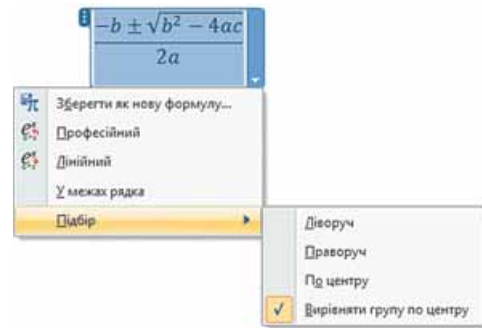 −b ± √b² − 4ac
2a
Зберегти як нову формулу...
Професійний
Лінійний
У межах рядка
Підбір
Ліворуч
Праворуч
По центру
Вирівняти групу по центру